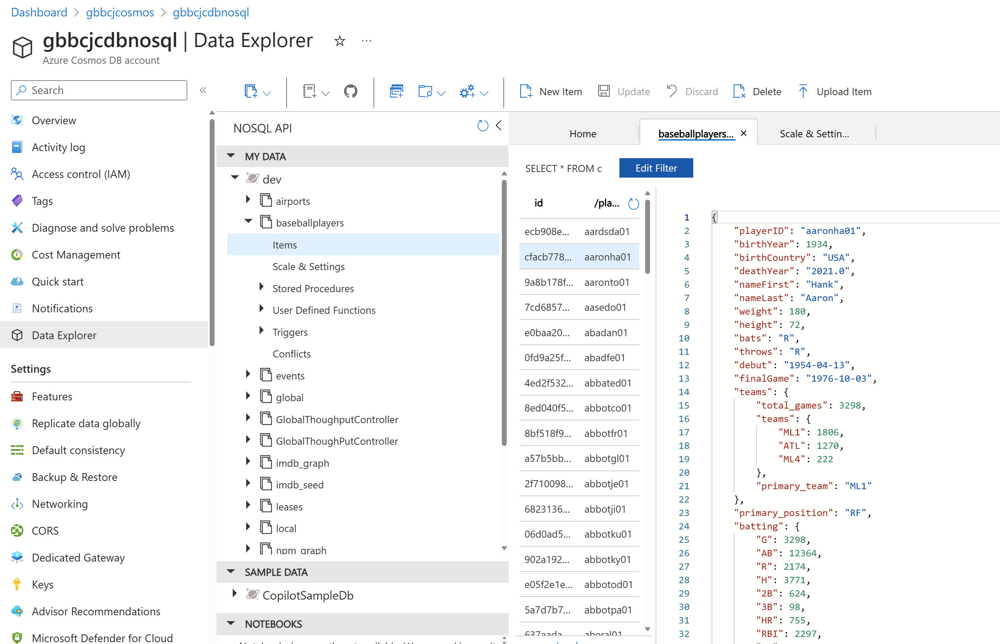 Dashboard > gbbcjcosmos > gbbcjcdbnosql
gbbcjcdbnosql | Data Explorer
Azure Cosmos DB account
Search
New Item
Update
Discard
Delete
Upload Item
Overview
Activity log
Access control (IAM)
Tags
Diagnose and solve problems
Cost Management
Quick start
Notifications
Data Explorer
Settings
Features
Replicate data globally
Default consistency
Backup & Restore
Networking
CORS
Dedicated Gateway
Keys
Advisor Recommendations
Microsoft Defender for Cloud
NOSQL API
MY DATA
dev
airports
baseballplayers
Items
Scale & Settings
Stored Procedures
User Defined Functions
Triggers
Conflicts
events
global
GlobalThoughputController
GlobalThoughPutController
imdb_graph
imdb_seed
leases
local
npm_graph
SAMPLE DATA
CopilotSampleDb
NOTEBOOKS
Home
baseballplayers...
Scale & Settin...
SELECT * FROM c
Edit Filter
id /pla...
ecb908e... aardsda01
cfacb778... aaronha01
9a8b178f... aaronto01
7cd6857... aasedo01
e0baa20... abadan01
0fd9a25f... abadfe01
4ed2f532... abbated01
8ed040f5... abbotco01
8bf518f9... abbotfr01
a57b5bb... abbotgl01
2f710098... abbotje01
6823136... abbotji01
06d0ad5... abbotku01
902a192... abbotky01
e05f2e1e... abbotod01
5a7d7b7... abbotpa01
637aada... aberal01
1 {
2 "playerID": "aaronha01",
3 "birthYear": 1934,
4 "birthCountry": "USA",
5 "deathYear": "2021.0",
6 "nameFirst": "Hank",
7 "nameLast": "Aaron",
8 "weight": 180,
9 "height": 72,
10 "bats": "R",
11 "throws": "R",
12 "debut": "1954-04-13",
13 "finalGame": "1976-10-03",
14 "teams": {
15 "total_games": 3298,
16 "teams": {
17 "ML1": 1806,
18 "ATL": 1270,
19 "ML4": 222
20 },
21 "primary_team": "ML1"
22 },
23 "primary_position": "RF",
24 "batting": {
25 "G": 3298,
26 "AB": 12364,
27 "R": 2174,
28 "H": 3771,
29 "2B": 624,
30 "3B": 98,
31 "HR": 755,
32 "RBI": 2297,